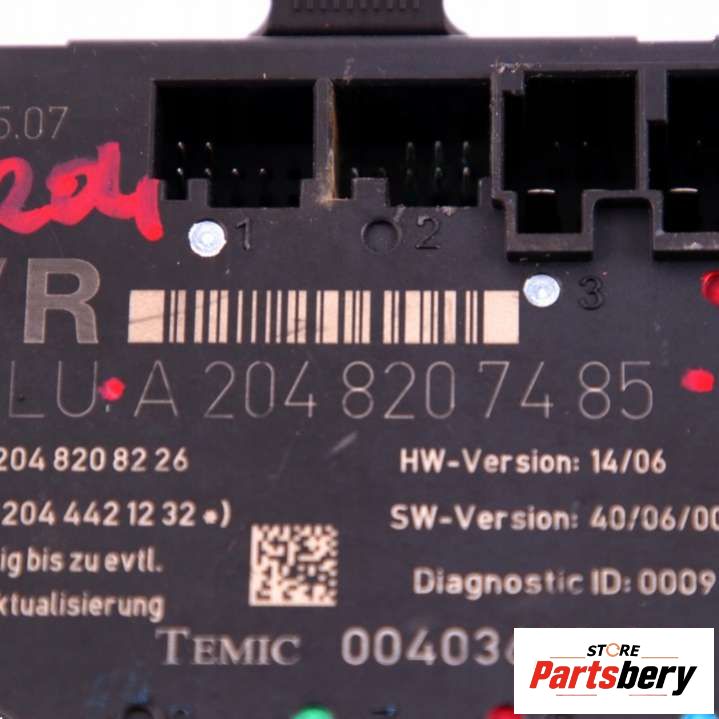 5.07
204
1
2
3
/R
LU: A 204 820 74 85
204 820 82 26
204 442 12 32 *)
ig bis zu evtl.
ktualisierung
HW-Version: 14/06
SW-Version: 40/06/00
Diagnostic ID: 0009
TEMIC 004036
STORE
Partsbery